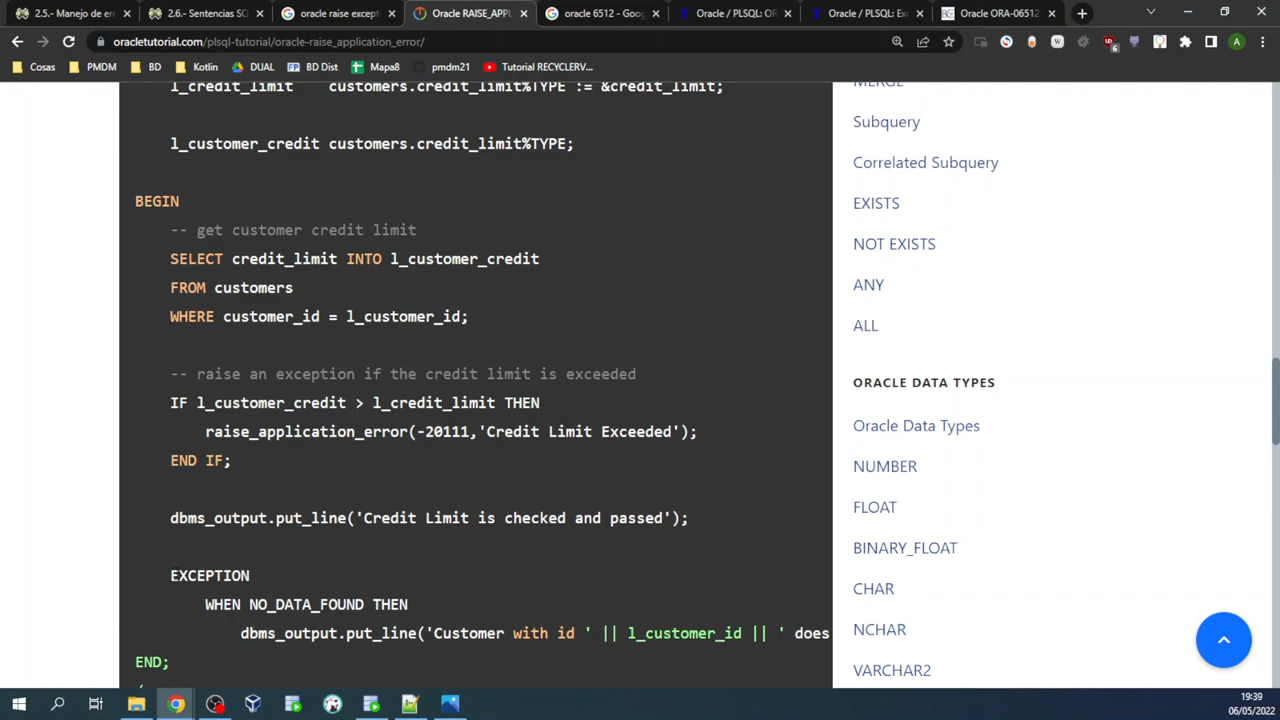 2.5.- Manejo de err
2.6.- Sentencias SQ
oracle raise except
Oracle RAISE_APPL
oracle 6512 - Goog
Oracle / PLSQL: OR
Oracle / PLSQL: Ex
Oracle ORA-06512
oracletutorial.com/plsql-tutorial/oracle-raise_application_error/
Cosas
PMDM
BD
Kotlin
DUAL
BD Dist
Mapa8
pmdm21
Tutorial RECYCLERV...
l_credit_limit    customers.credit_limit%TYPE := &credit_limit;
l_customer_credit customers.credit_limit%TYPE;
BEGIN
-- get customer credit limit
SELECT credit_limit INTO l_customer_credit
FROM customers
WHERE customer_id = l_customer_id;
-- raise an exception if the credit limit is exceeded
IF l_customer_credit > l_credit_limit THEN
raise_application_error(-20111,'Credit Limit Exceeded');
END IF;
dbms_output.put_line('Credit Limit is checked and passed');
EXCEPTION
WHEN NO_DATA_FOUND THEN
dbms_output.put_line('Customer with id ' || l_customer_id || ' does
END;
/
MERGE
Subquery
Correlated Subquery
EXISTS
NOT EXISTS
ANY
ALL
ORACLE DATA TYPES
Oracle Data Types
NUMBER
FLOAT
BINARY_FLOAT
CHAR
NCHAR
VARCHAR2
19:39
06/05/2022